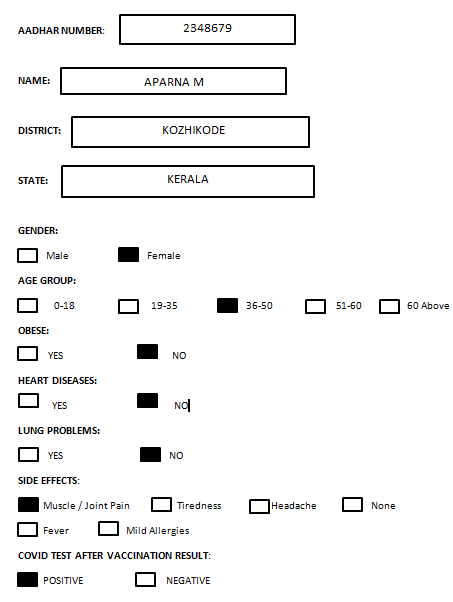 AADHAR NUMBER: 2348679
NAME: APARNA M
DISTRICT: KOZHIKODE
STATE: KERALA
GENDER:
Male Female
AGE GROUP:
0-18 19-35 36-50 51-60 60 Above
OBESE:
YES NO
HEART DISEASES:
YES NO
LUNG PROBLEMS:
YES NO
SIDE EFFECTS:
Muscle / Joint Pain Tiredness Headache None
Fever Mild Allergies
COVID TEST AFTER VACCINATION RESULT:
POSITIVE NEGATIVE